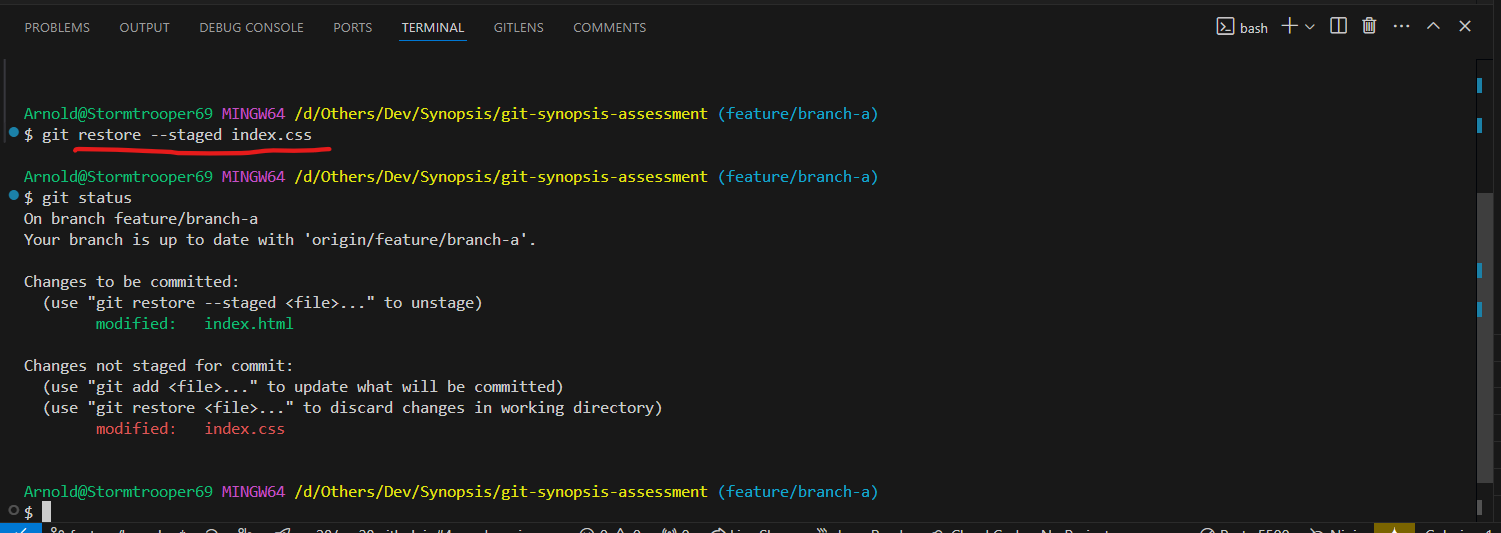 PROBLEMS OUTPUT DEBUG CONSOLE PORTS TERMINAL GITLENS COMMENTS bash
Arnold@Stormtrooper69 MINGW64 /d/Others/Dev/Synopsis/git-synopsis-assessment (feature/branch-a)
$ git restore --staged index.css
Arnold@Stormtrooper69 MINGW64 /d/Others/Dev/Synopsis/git-synopsis-assessment (feature/branch-a)
$ git status
On branch feature/branch-a
Your branch is up to date with 'origin/feature/branch-a'.
Changes to be committed:
(use "git restore --staged <file>..." to unstage)
modified: index.html
Changes not staged for commit:
(use "git add <file>..." to update what will be committed)
(use "git restore <file>..." to discard changes in working directory)
modified: index.css
Arnold@Stormtrooper69 MINGW64 /d/Others/Dev/Synopsis/git-synopsis-assessment (feature/branch-a)
$